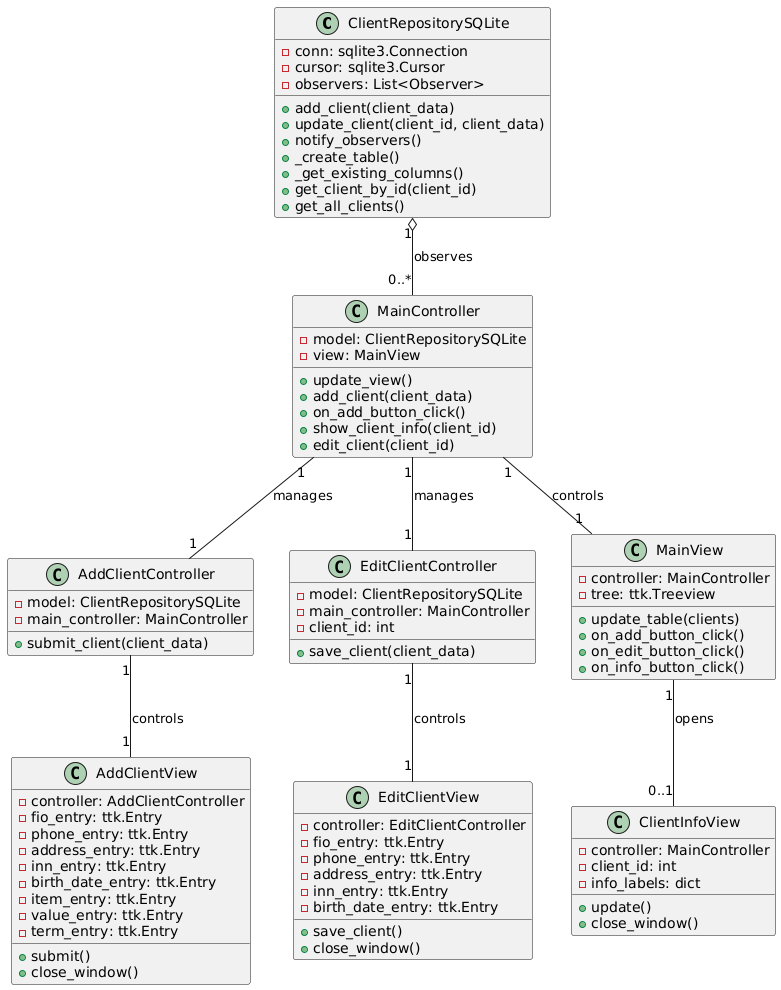 C ClientRepositorySQLite
conn: sqlite3.Connection
cursor: sqlite3.Cursor
observers: List<Observer>
add_client(client_data)
update_client(client_id, client_data)
notify_observers()
_create_table()
_get_existing_columns()
get_client_by_id(client_id)
get_all_clients()
1
observes
0..*
C MainController
model: ClientRepositorySQLite
view: MainView
update_view()
add_client(client_data)
on_add_button_click()
show_client_info(client_id)
edit_client(client_id)
1 1 1
manages manages controls
1 1 1
C AddClientController
model: ClientRepositorySQLite
main_controller: MainController
submit_client(client_data)
C EditClientController
model: ClientRepositorySQLite
main_controller: MainController
client_id: int
save_client(client_data)
C MainView
controller: MainController
tree: ttk.Treeview
update_table(clients)
on_add_button_click()
on_edit_button_click()
on_info_button_click()
1 1 1
controls controls opens
1 1 0..1
C AddClientView
controller: AddClientController
fio_entry: ttk.Entry
phone_entry: ttk.Entry
address_entry: ttk.Entry
inn_entry: ttk.Entry
birth_date_entry: ttk.Entry
item_entry: ttk.Entry
value_entry: ttk.Entry
term_entry: ttk.Entry
submit()
close_window()
C EditClientView
controller: EditClientController
fio_entry: ttk.Entry
phone_entry: ttk.Entry
address_entry: ttk.Entry
inn_entry: ttk.Entry
birth_date_entry: ttk.Entry
save_client()
close_window()
C ClientInfoView
controller: MainController
client_id: int
info_labels: dict
update()
close_window()